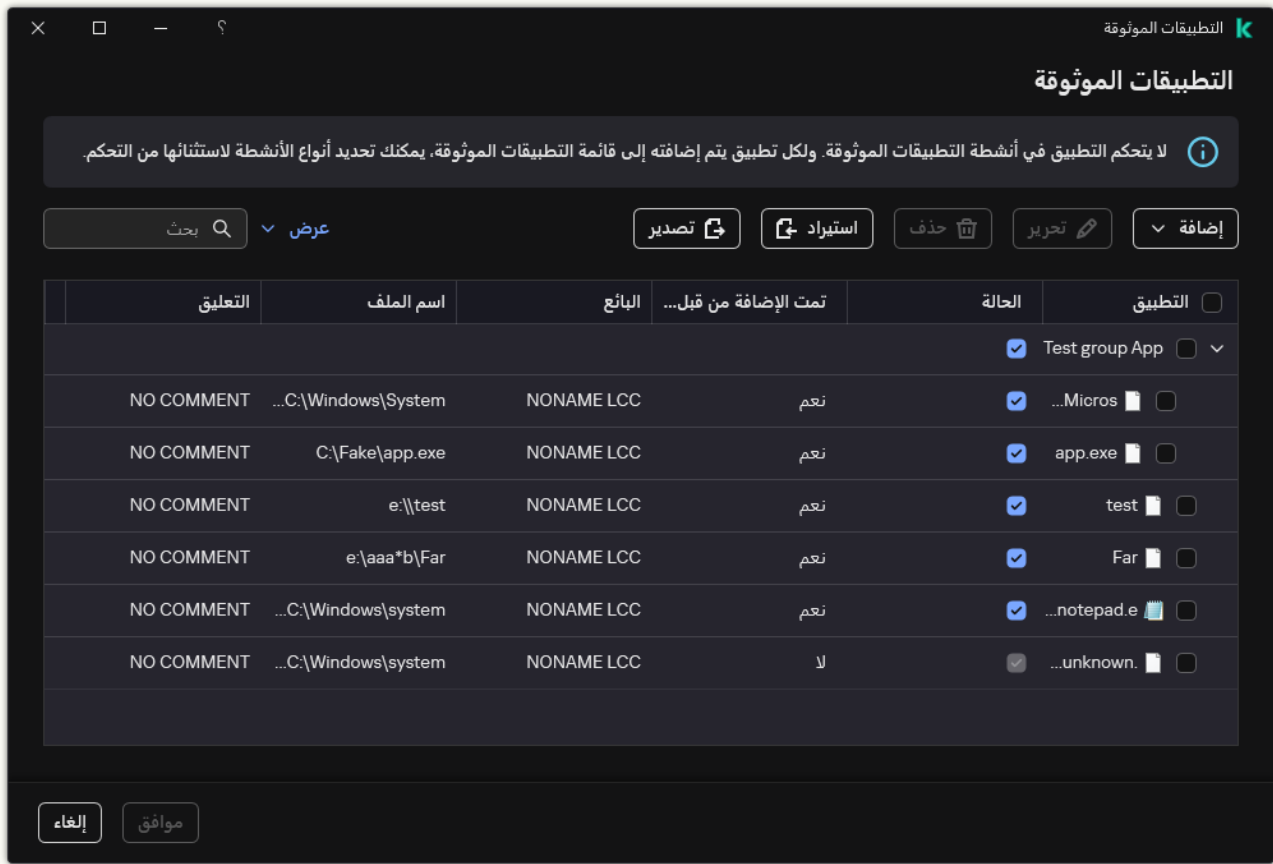 التطبيقات الموثوقة ؟
التطبيقات الموثوقة
لا يتحكم التطبيق في أنشطة التطبيقات الموثوقة. ولكل تطبيق يتم إضافته إلى قائمة التطبيقات الموثوقة، يمكنك تحديد أنواع الأنشطة لاستثنائها من التحكم.
إضافة تحرير حذف استيراد تصدير عرض بحث
التطبيق الحالة تمت الإضافة من قبل... البائع اسم الملف التعليق
Test group App
Micros... نعم NONAME LCC C:\Windows\System... NO COMMENT
app.exe نعم NONAME LCC C:\Fake\app.exe NO COMMENT
test نعم NONAME LCC e:\\test NO COMMENT
Far نعم NONAME LCC e:\aaa*b\Far NO COMMENT
notepad.e... نعم NONAME LCC C:\Windows\system... NO COMMENT
unknown.... لا NONAME LCC C:\Windows\system... NO COMMENT
موافق إلغاء